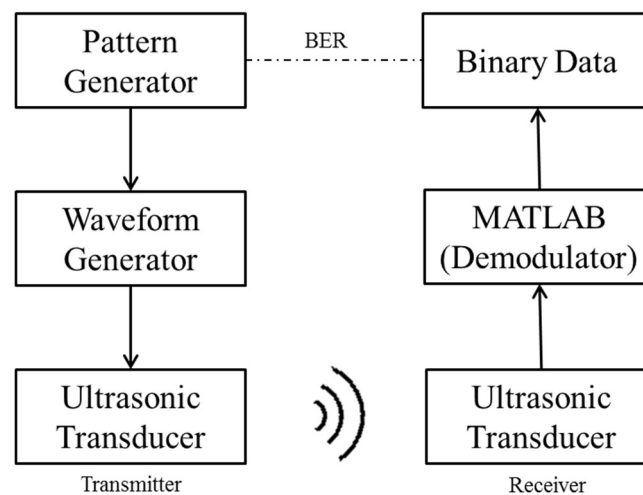 Pattern
Generator
BER
Binary Data
Waveform
Generator
MATLAB
(Demodulator)
Ultrasonic
Transducer
Ultrasonic
Transducer
Transmitter
Receiver